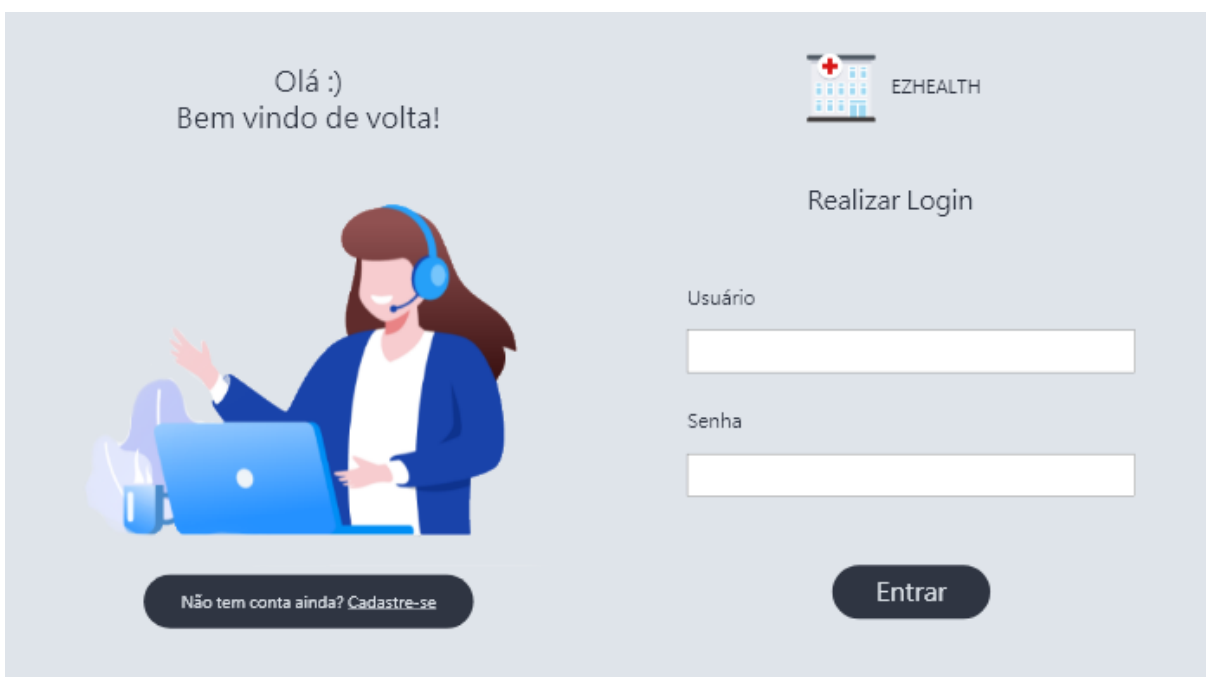 Olá :)
Bem vindo de volta!
Não tem conta ainda? Cadastre-se
EZHEALTH
Realizar Login
Usuário
Senha
Entrar